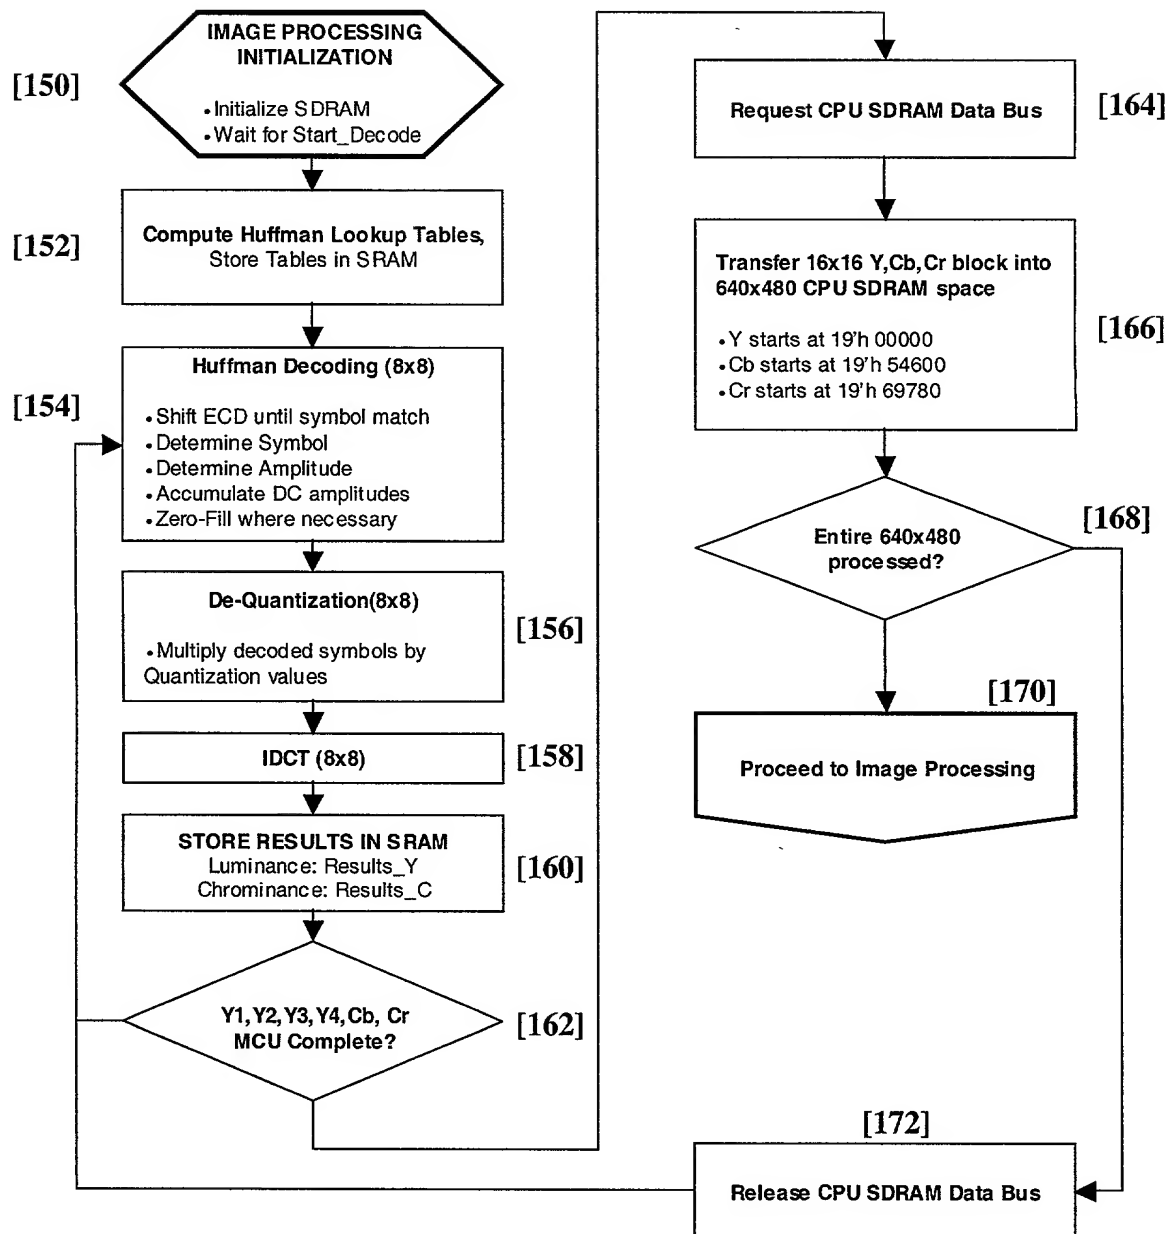 IMAGE PROCESSING
INITIALIZATION
[150]
•Initialize SDRAM
•Wait for Start_Decode
[152]
Compute Huffman Lookup Tables,
Store Tables in SRAM
Huffman Decoding (8x8)
[154]
•Shift ECD until symbol match
•Determine Symbol
•Determine Amplitude
•Accumulate DC amplitudes
•Zero-Fill where necessary
De-Quantization(8x8)
[156]
•Multiply decoded symbols by
Quantization values
IDCT (8x8)
[158]
STORE RESULTS IN SRAM
Luminance: Results_Y
Chrominance: Results_C
[160]
Y1,Y2,Y3,Y4,Cb, Cr
MCU Complete?
[162]
Request CPU SDRAM Data Bus
[164]
Transfer 16x16 Y,Cb,Cr block into
640x480 CPU SDRAM space
[166]
•Y starts at 19'h 00000
•Cb starts at 19'h 54600
•Cr starts at 19'h 69780
[168]
Entire 640x480
processed?
[170]
Proceed to Image Processing
[172]
Release CPU SDRAM Data Bus